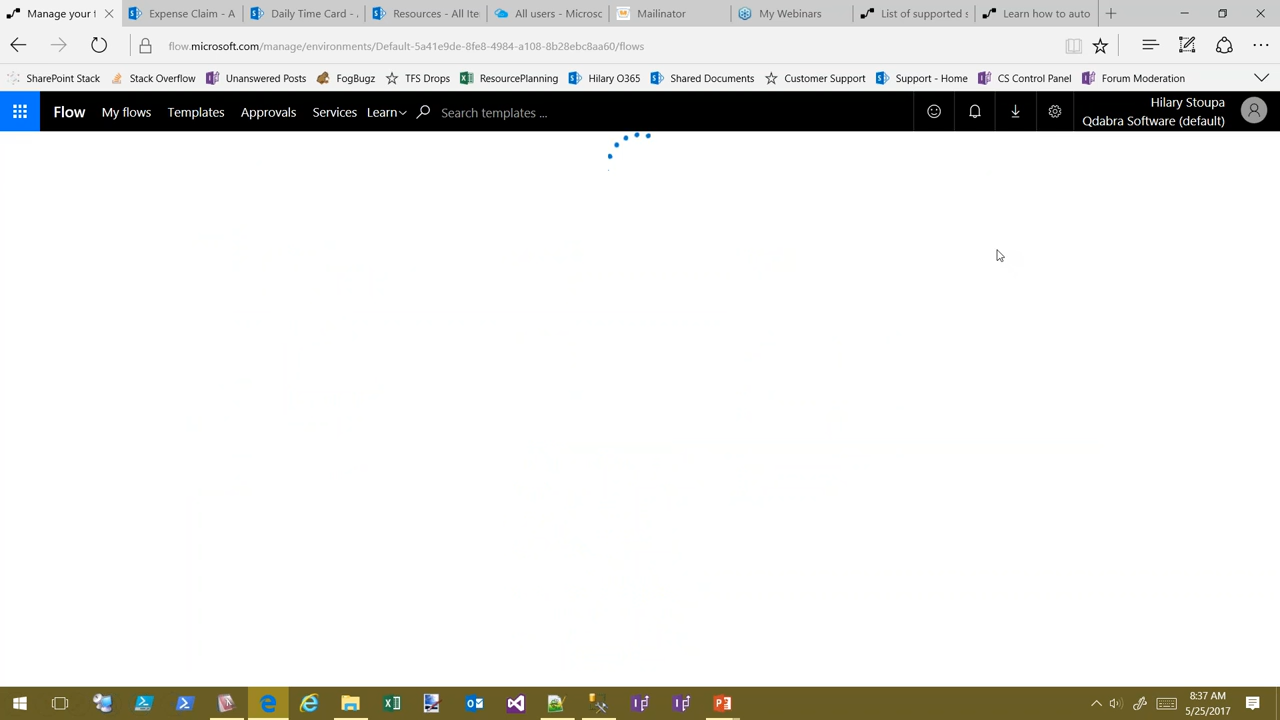 Manage your f
Expense Claim - A
Daily Time Card -
Resources - All Ite
All users - Microsc
Mailinator
My Webinars
List of supported s
Learn how to auto
flow.microsoft.com/manage/environments/Default-5a41e9de-8fe8-4984-a108-8b28ebc8aa60/flows
SharePoint Stack
Stack Overflow
Unanswered Posts
FogBugz
TFS Drops
ResourcePlanning
Hilary O365
Shared Documents
Customer Support
Support - Home
CS Control Panel
Forum Moderation
Flow
My flows
Templates
Approvals
Services
Learn
Search templates ...
Hilary Stoupa
Qdabra Software (default)
8:37 AM
5/25/2017